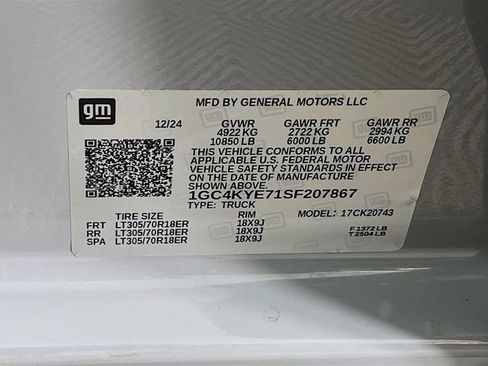 gm
MFD BY GENERAL MOTORS LLC
12/24 GVWR GAWR FRT GAWR RR
4922 KG 2722 KG 2994 KG
10850 LB 6000 LB 6600 LB
THIS VEHICLE CONFORMS TO ALL
APPLICABLE U.S. FEDERAL MOTOR
VEHICLE SAFETY STANDARDS IN EFFECT
ON THE DATE OF MANUFACTURE
SHOWN ABOVE.
1GC4KYE71SF207867
TYPE: TRUCK
TIRE SIZE RIM MODEL: 17CK20743
FRT LT305/70R18ER 18X9J
RR LT305/70R18ER 18X9J F 1372 LB
SPA LT305/70R18ER 18X9J T 2504 LB